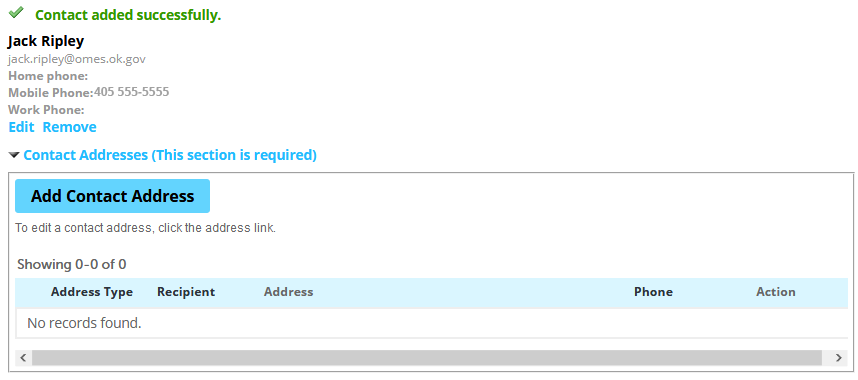 Contact added successfully.
Jack Ripley
jack.ripley@omes.ok.gov
Home phone:
Mobile Phone:405 555-5555
Work Phone:
Edit Remove
Contact Addresses (This section is required)
Add Contact Address
To edit a contact address, click the address link.
Showing 0-0 of 0
Address Type Recipient Address Phone Action
No records found.